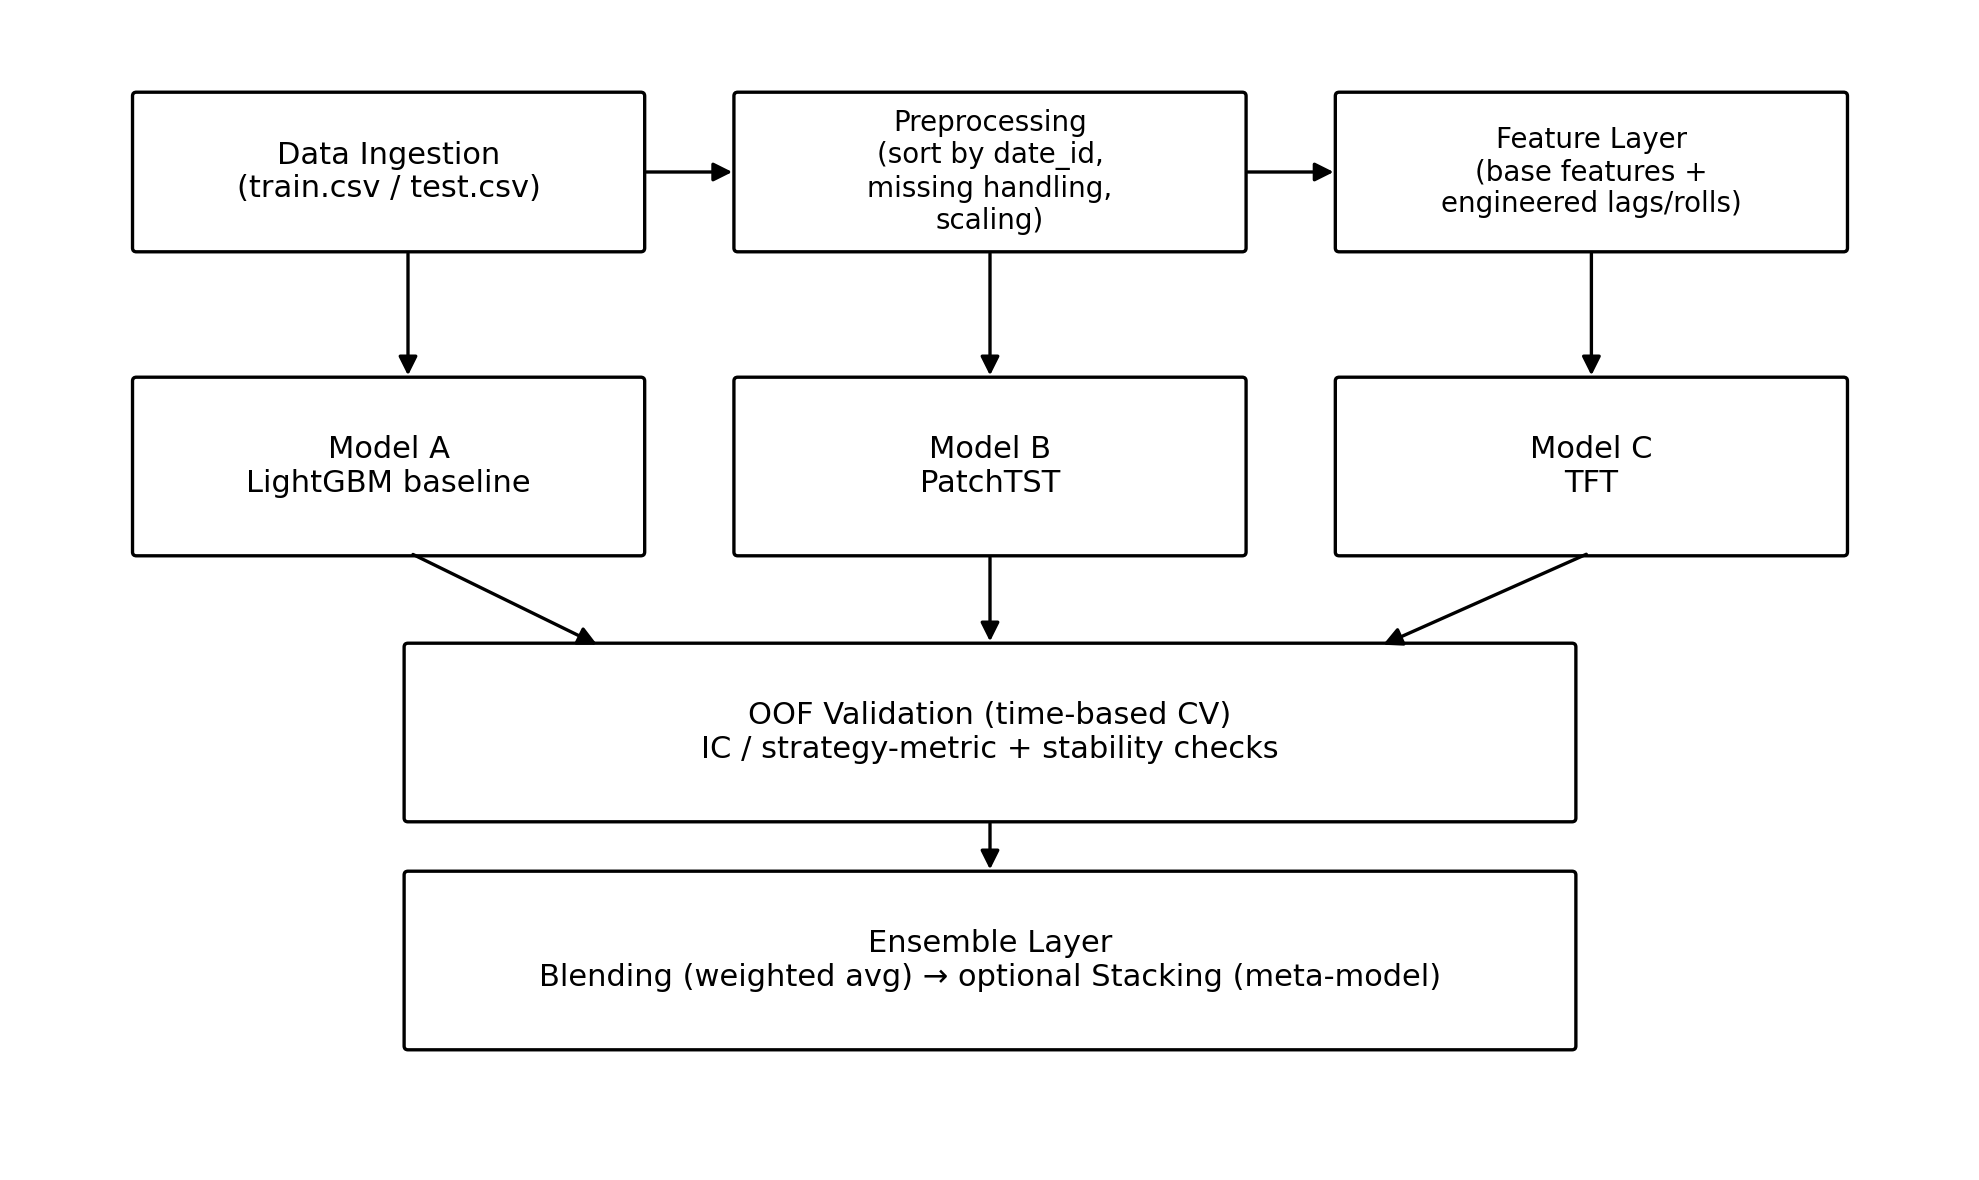 Data Ingestion
(train.csv / test.csv)
Preprocessing
(sort by date_id,
missing handling,
scaling)
Feature Layer
(base features +
engineered lags/rolls)
Model A
LightGBM baseline
Model B
PatchTST
Model C
TFT
OOF Validation (time-based CV)
IC / strategy-metric + stability checks
Ensemble Layer
Blending (weighted avg) → optional Stacking (meta-model)